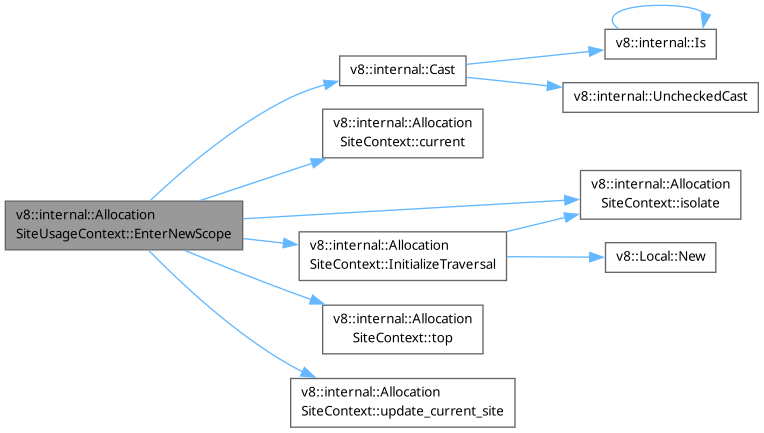 v8::internal::Allocation
SiteUsageContext::EnterNewScope
v8::internal::Cast
v8::internal::Is
v8::internal::UncheckedCast
v8::internal::Allocation
SiteContext::current
v8::internal::Allocation
SiteContext::isolate
v8::internal::Allocation
SiteContext::InitializeTraversal
v8::Local::New
v8::internal::Allocation
SiteContext::top
v8::internal::Allocation
SiteContext::update_current_site